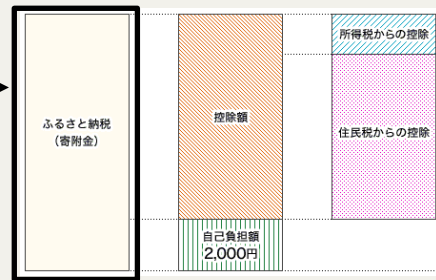 ふるさと納税
（寄附金）
控除額
自己負担額
2,000円
所得税からの控除
住民税からの控除